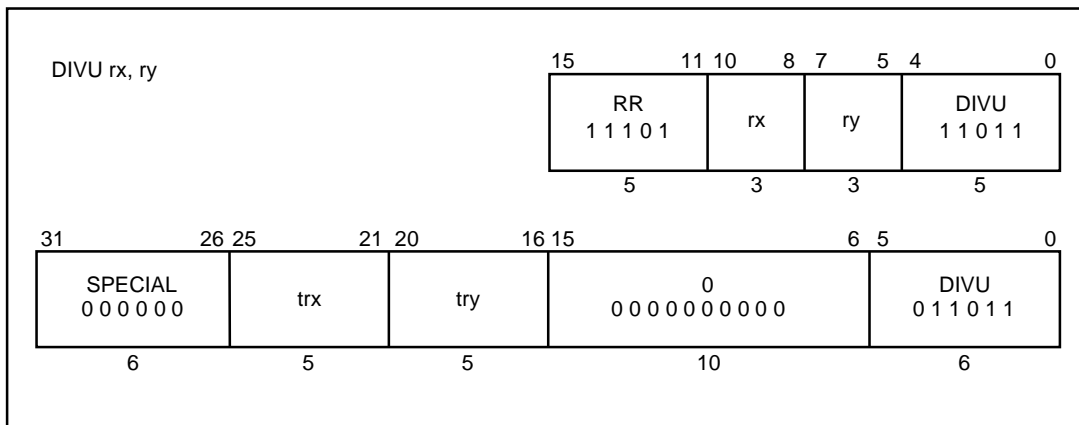 DIVU rx, ry
15 11 10 8 7 5 4 0
RR rx ry DIVU
1 1 1 0 1 1 1 0 1 1
5 3 3 5
31 26 25 21 20 16 15 6 5 0
SPECIAL trx try 0 DIVU
0 0 0 0 0 0 0 0 0 0 0 0 0 0 0 0 0 1 1 0 1 1
6 5 5 10 6